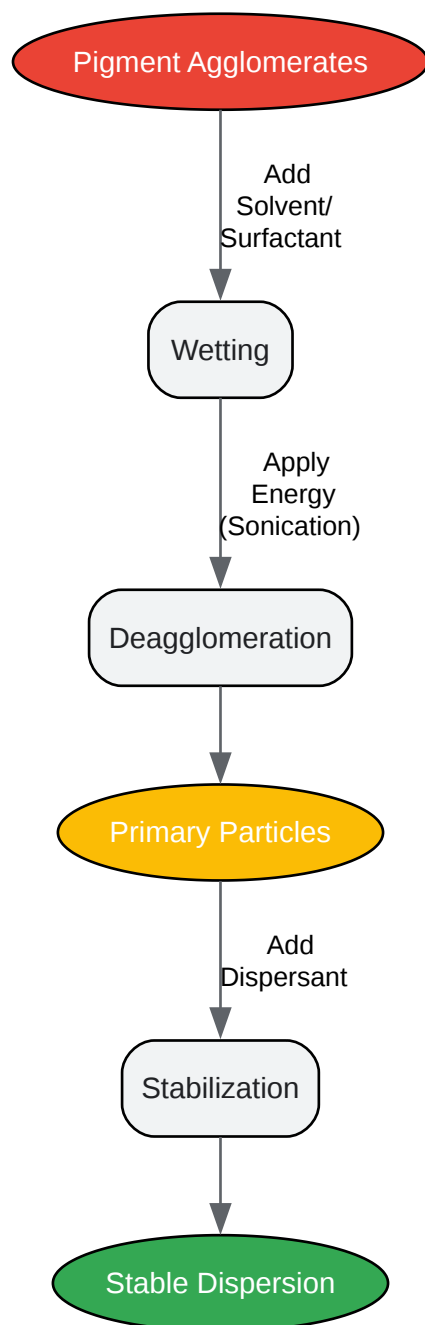 Pigment Agglomerates
Add
Solvent/
Surfactant
Wetting
Apply
Energy
(Sonication)
Deagglomeration
Primary Particles
Add
Dispersant
Stabilization
Stable Dispersion